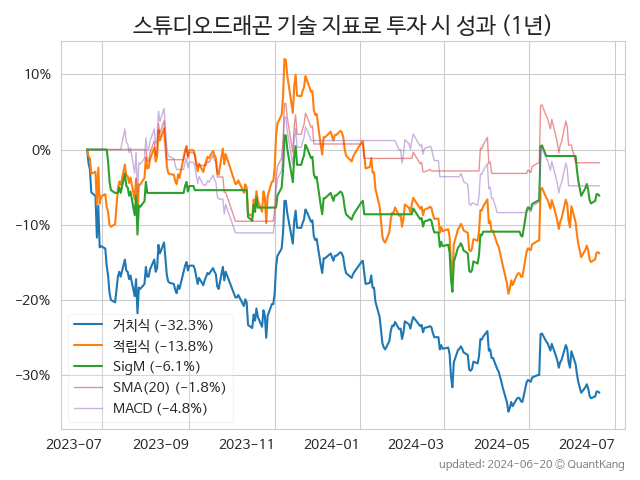 스튜디오드래곤 기술 지표로 투자 시 성과 (1년)
10%
0%
−10%
−20%
−30%
거치식 (−32.3%)
적립식 (−13.8%)
SigM (−6.1%)
SMA(20) (−1.8%)
MACD (−4.8%)
2023-07
2023-09
2023-11
2024-01
2024-03
2024-05
2024-07
updated: 2024-06-20 © QuantKang